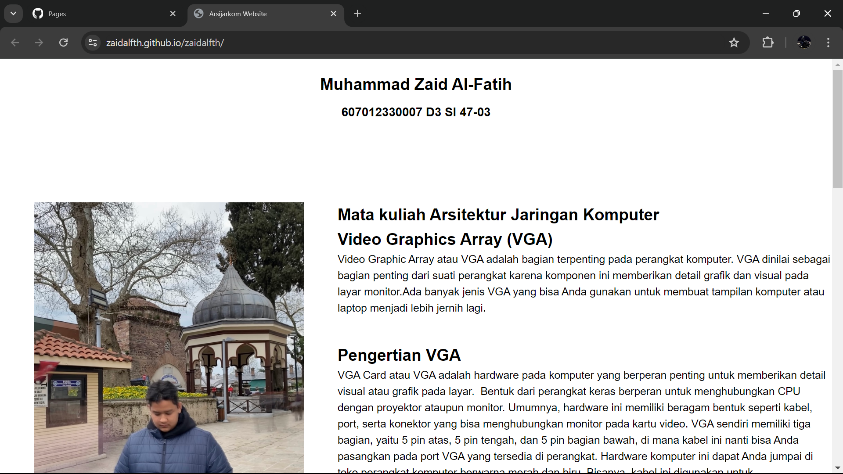 Pages
Arsijarkom Website
zaidalfth.github.io/zaidalfth/
Muhammad Zaid Al-Fatih
607012330007 D3 SI 47-03
Mata kuliah Arsitektur Jaringan Komputer
Video Graphics Array (VGA)
Video Graphic Array atau VGA adalah bagian terpenting pada perangkat komputer. VGA dinilai sebagai
bagian penting dari suati perangkat karena komponen ini memberikan detail grafik dan visual pada
layar monitor.Ada banyak jenis VGA yang bisa Anda gunakan untuk membuat tampilan komputer atau
laptop menjadi lebih jernih lagi.
Pengertian VGA
VGA Card atau VGA adalah hardware pada komputer yang berperan penting untuk memberikan detail
visual atau grafik pada layar.  Bentuk dari perangkat keras berperan untuk menghubungkan CPU
dengan proyektor ataupun monitor. Umumnya, hardware ini memiliki beragam bentuk seperti kabel,
port, serta konektor yang bisa menghubungkan monitor pada kartu video. VGA sendiri memiliki tiga
bagian, yaitu 5 pin atas, 5 pin tengah, dan 5 pin bagian bawah, di mana kabel ini nanti bisa Anda
pasangkan pada port VGA yang tersedia di perangkat. Hardware komputer ini dapat Anda jumpai di
toko perangkat komputer berwarna merah dan biru. Biasanya, kabel ini digunakan untuk